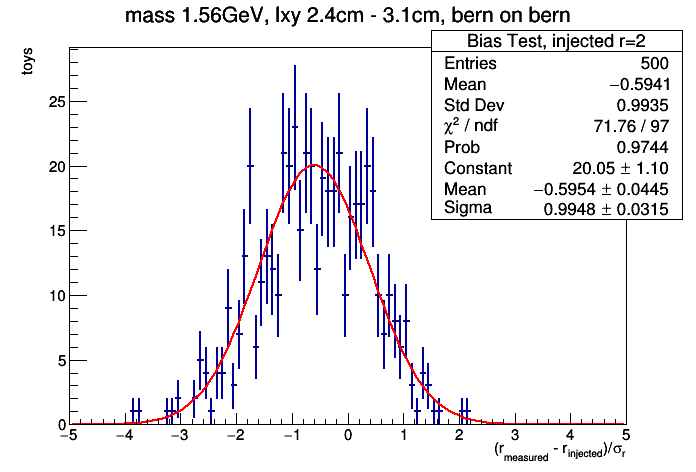 mass 1.56GeV, lxy 2.4cm - 3.1cm, bern on bern
toys
Bias Test, injected r=2
Entries 500
Mean −0.5941
Std Dev 0.9935
χ² / ndf 71.76 / 97
Prob 0.9744
Constant 20.05 ± 1.10
Mean −0.5954 ± 0.0445
Sigma 0.9948 ± 0.0315
25
20
15
10
5
0
−5 −4 −3 −2 −1 0 1 2 3 4 5
(r_measured - r_injected)/σ_r